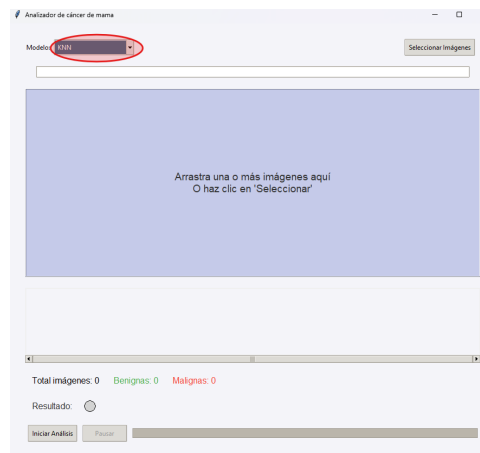 Analizador de cáncer de mama
Modelo: KNN
Seleccionar Imágenes
Arrastra una o más imágenes aquí
O haz clic en 'Seleccionar'
Total imágenes: 0 Benignas: 0 Malignas: 0
Resultado:
Iniciar Análisis Pausar